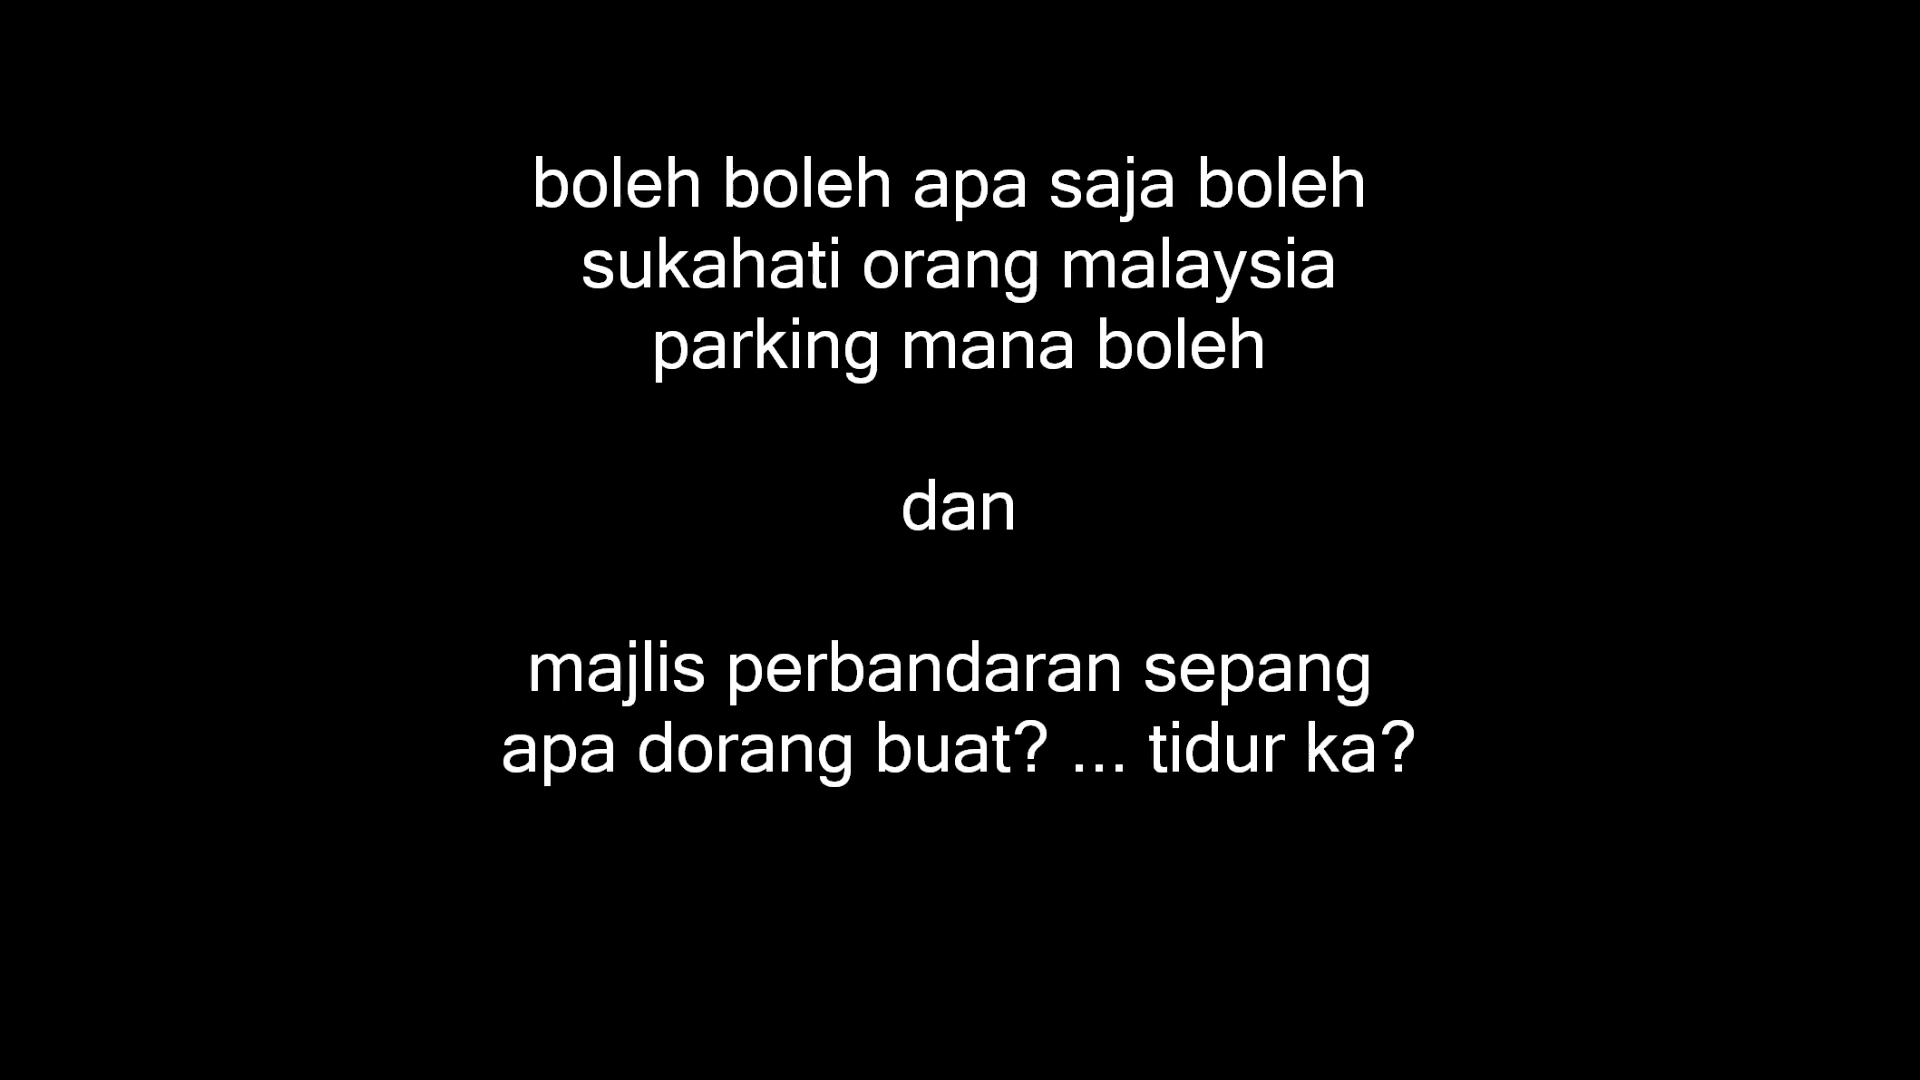 boleh boleh apa saja boleh
sukahati orang malaysia
parking mana boleh
dan
majlis perbandaran sepang
apa dorang buat? ... tidur ka?